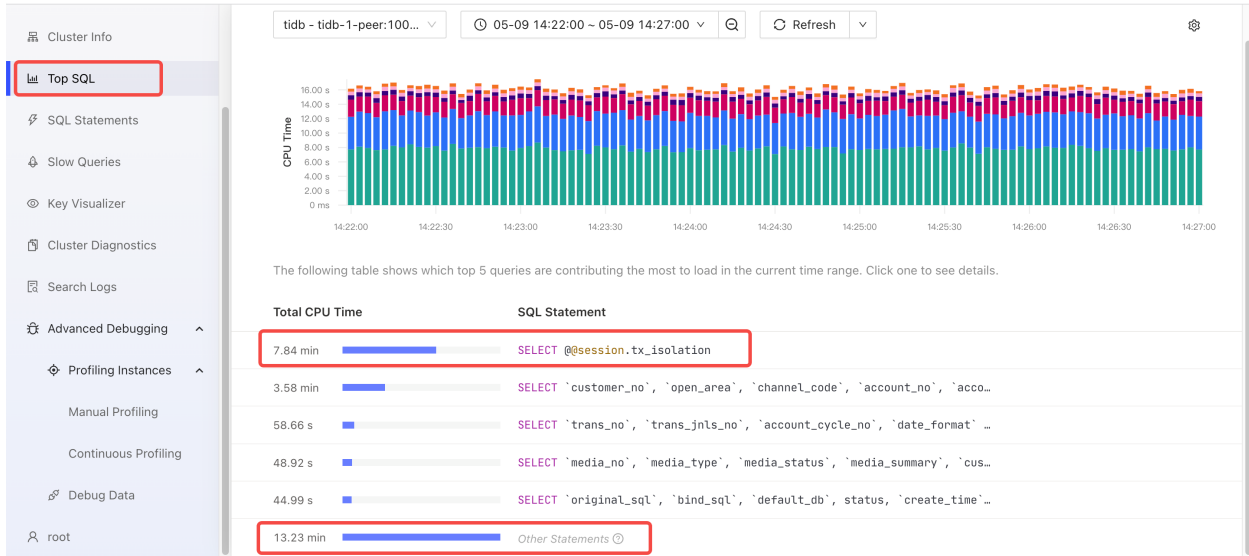 Cluster Info
Top SQL
SQL Statements
Slow Queries
Key Visualizer
Cluster Diagnostics
Search Logs
Advanced Debugging
Profiling Instances
Manual Profiling
Continuous Profiling
Debug Data
root
tidb - tidb-1-peer:100...
05-09 14:22:00 ~ 05-09 14:27:00
Refresh
CPU Time
16.00 s
14.00 s
12.00 s
10.00 s
8.00 s
6.00 s
4.00 s
2.00 s
0 ms
14:22:00 14:22:30 14:23:00 14:23:30 14:24:00 14:24:30 14:25:00 14:25:30 14:26:00 14:26:30 14:27:00
The following table shows which top 5 queries are contributing the most to load in the current time range. Click one to see details.
Total CPU Time SQL Statement
7.84 min SELECT @@session.tx_isolation
3.58 min SELECT `customer_no`, `open_area`, `channel_code`, `account_no`, `acco…
58.66 s SELECT `trans_no`, `trans_jnls_no`, `account_cycle_no`, `date_format` …
48.92 s SELECT `media_no`, `media_type`, `media_status`, `media_summary`, `cus…
44.99 s SELECT `original_sql`, `bind_sql`, `default_db`, status, `create_time`…
13.23 min Other Statements